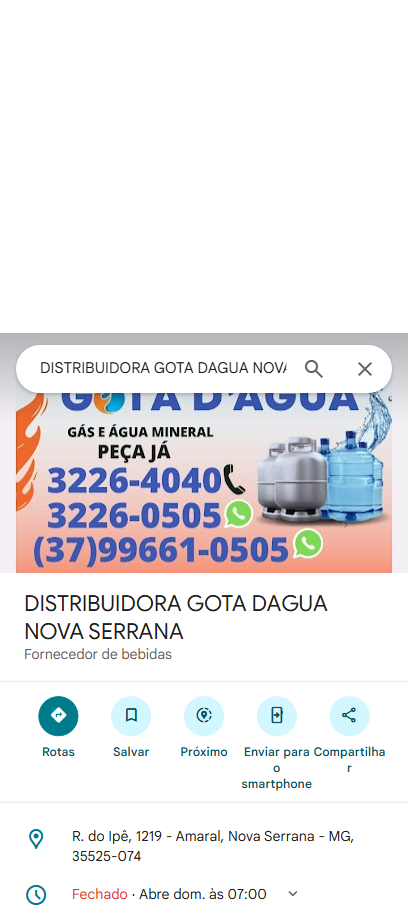 DISTRIBUIDORA GOTA DAGUA NOVA
GOTA D'ÁGUA
GÁS E ÁGUA MINERAL
PEÇA JÁ
3226-4040
3226-0505
(37)99661-0505
DISTRIBUIDORA GOTA DAGUA
NOVA SERRANA
Fornecedor de bebidas
Rotas
Salvar
Próximo
Enviar para
o
smartphone
Compartilha
r
R. do Ipê, 1219 - Amaral, Nova Serrana - MG,
35525-074
Fechado · Abre dom. às 07:00